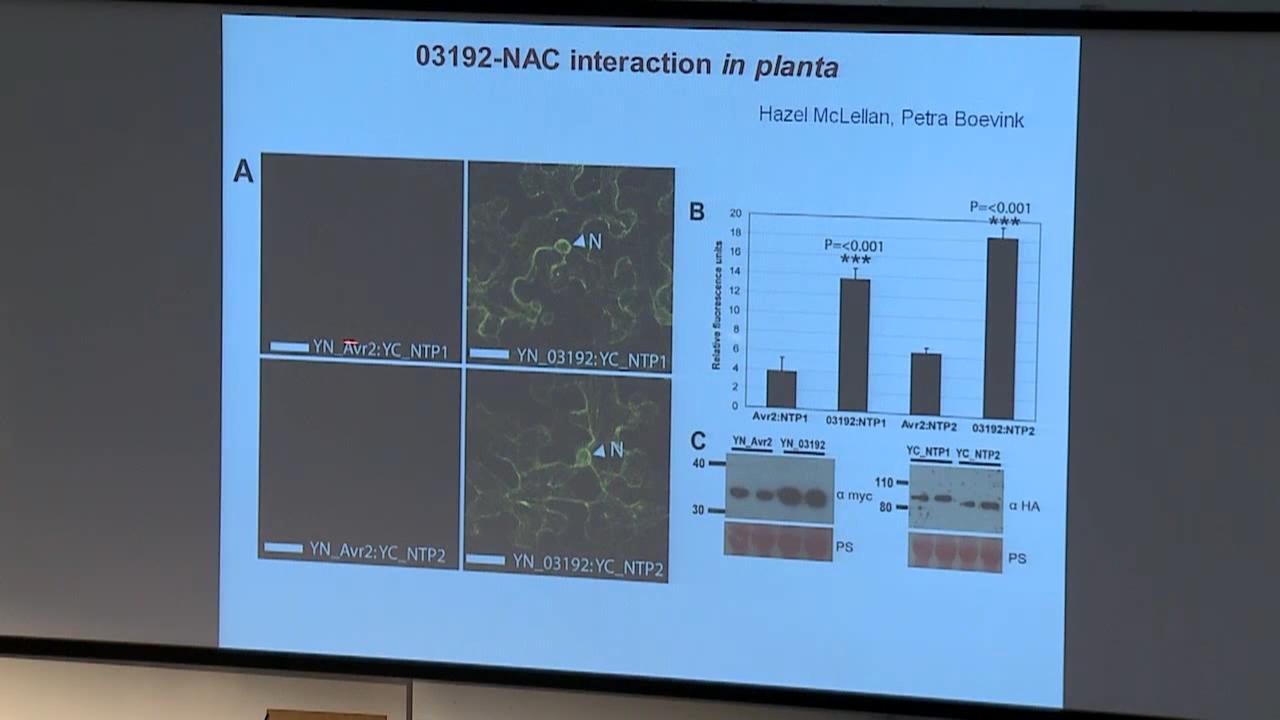 03192-NAC interaction in planta
Hazel McLellan, Petra Boevink
A
N
YN_Avr2:YC_NTP1
YN_03192:YC_NTP1
N
YN_Avr2:YC_NTP2
YN_03192:YC_NTP2
B
Relative fluorescence units
20
18
16
14
12
10
8
6
4
2
0
P=<0.001
***
P=<0.001
***
Avr2:NTP1
03192:NTP1
Avr2:NTP2
03192:NTP2
C
YN_Avr2 YN_03192
40
30
α myc
PS
YC_NTP1 YC_NTP2
110
80
α HA
PS